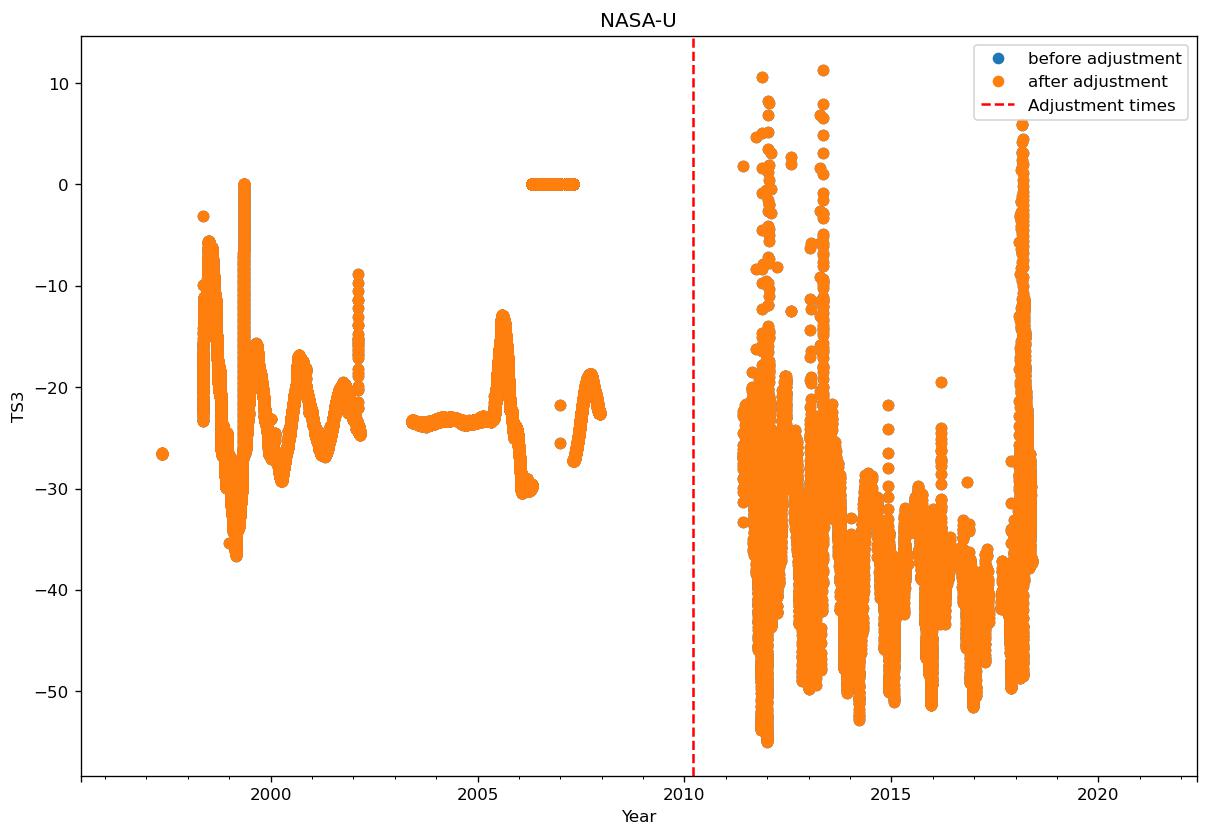 NASA-U
before adjustment
after adjustment
Adjustment times
TS3
10
0
−10
−20
−30
−40
−50
2000
2005
2010
2015
2020
Year